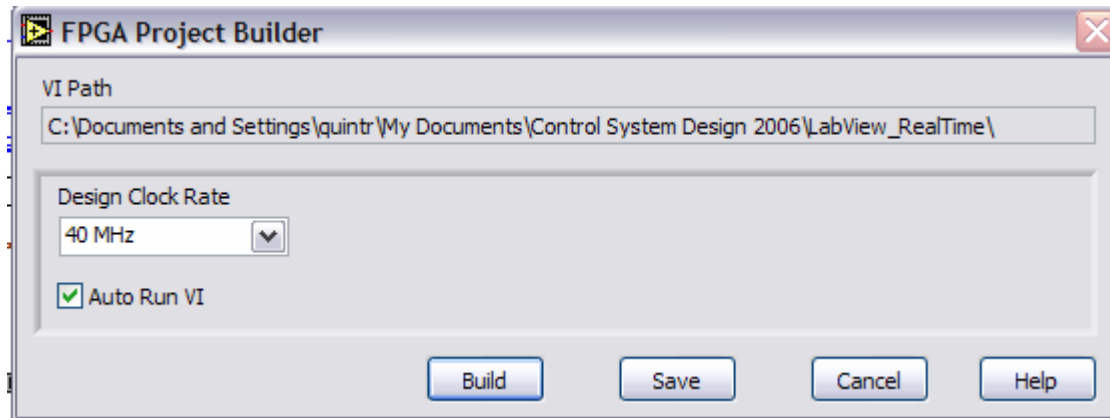 FPGA Project Builder
VI Path
C:\Documents and Settings\quintr\My Documents\Control System Design 2006\LabView_RealTime\
Design Clock Rate
40 MHz
Auto Run VI
Build Save Cancel Help